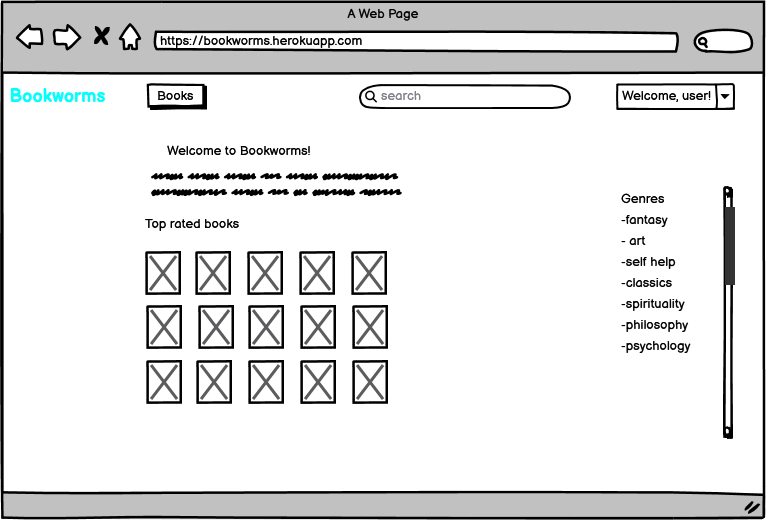 A Web Page
https://bookworms.herokuapp.com
Bookworms
Books
search
Welcome, user!
Welcome to Bookworms!
Top rated books
Genres
-fantasy
- art
-self help
-classics
-spirituality
-philosophy
-psychology